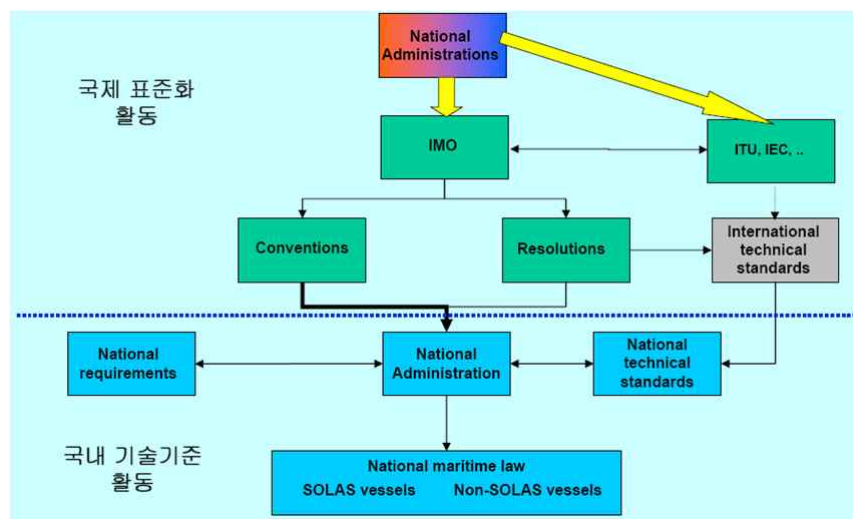 National
Administrations
국제 표준화
활동
IMO
ITU, IEC, ..
Conventions
Resolutions
International
technical
standards
National
requirements
National
Administration
National
technical
standards
국내 기술기준
활동
National maritime law
SOLAS vessels Non-SOLAS vessels